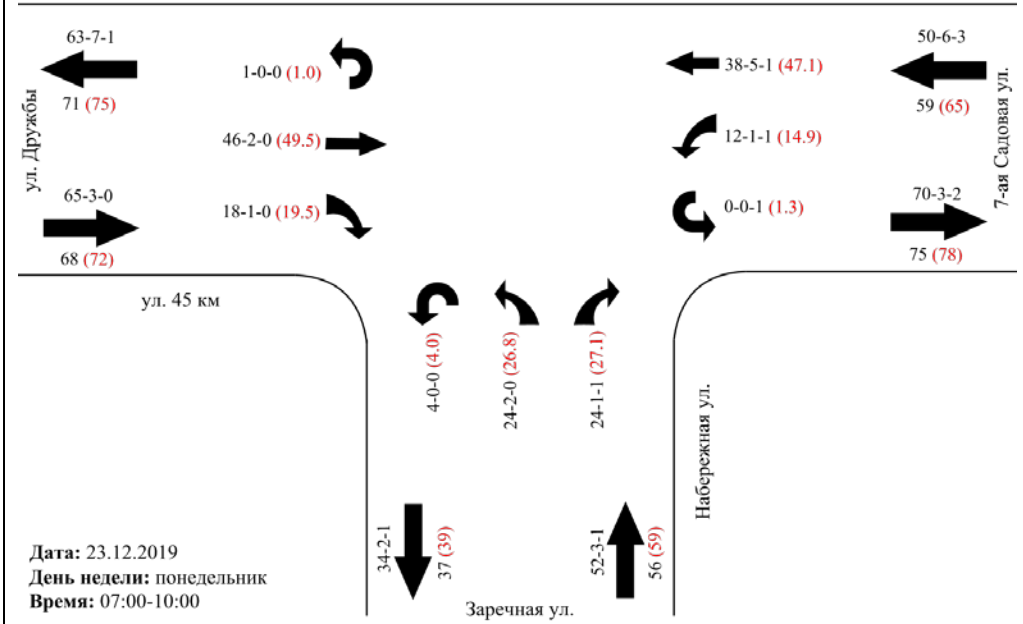 63-7-1
71 (75)
ул. Дружбы
65-3-0
68 (72)
ул. 45 км
1-0-0 (1.0)
46-2-0 (49.5)
18-1-0 (19.5)
38-5-1 (47.1)
12-1-1 (14.9)
0-0-1 (1.3)
50-6-3
59 (65)
7-ая Садовая ул.
70-3-2
75 (78)
4-0-0 (4.0)
24-2-0 (26.8)
24-1-1 (27.1)
Набережная ул.
34-2-1
37 (39)
52-3-1
56 (59)
Заречная ул.
Дата: 23.12.2019
День недели: понедельник
Время: 07:00-10:00